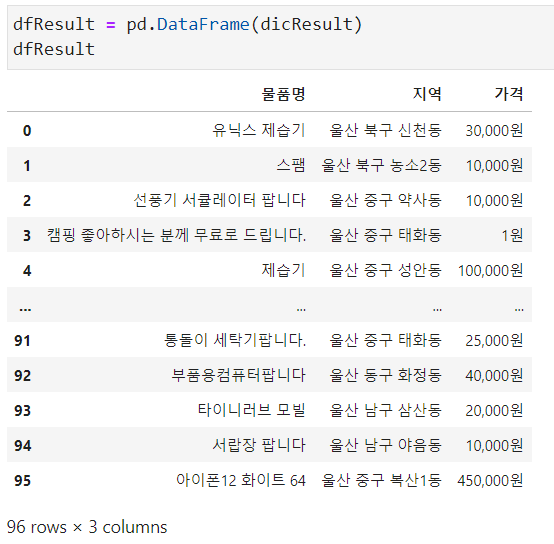 dfResult = pd.DataFrame(dicResult)
dfResult
물품명 지역 가격
0 유닉스 제습기 울산 북구 신천동 30,000원
1 스팸 울산 북구 농소2동 10,000원
2 선풍기 서큘레이터 팝니다 울산 중구 약사동 10,000원
3 캠핑 좋아하시는 분께 무료로 드립니다. 울산 중구 태화동 1원
4 제습기 울산 중구 성안동 100,000원
... ... ... ...
91 통돌이 세탁기팝니다. 울산 중구 태화동 25,000원
92 부품용컴퓨터팝니다 울산 동구 화정동 40,000원
93 타이니러브 모빌 울산 남구 삼산동 20,000원
94 서랍장 팝니다 울산 남구 야음동 10,000원
95 아이폰12 화이트 64 울산 중구 복산1동 450,000원
96 rows × 3 columns